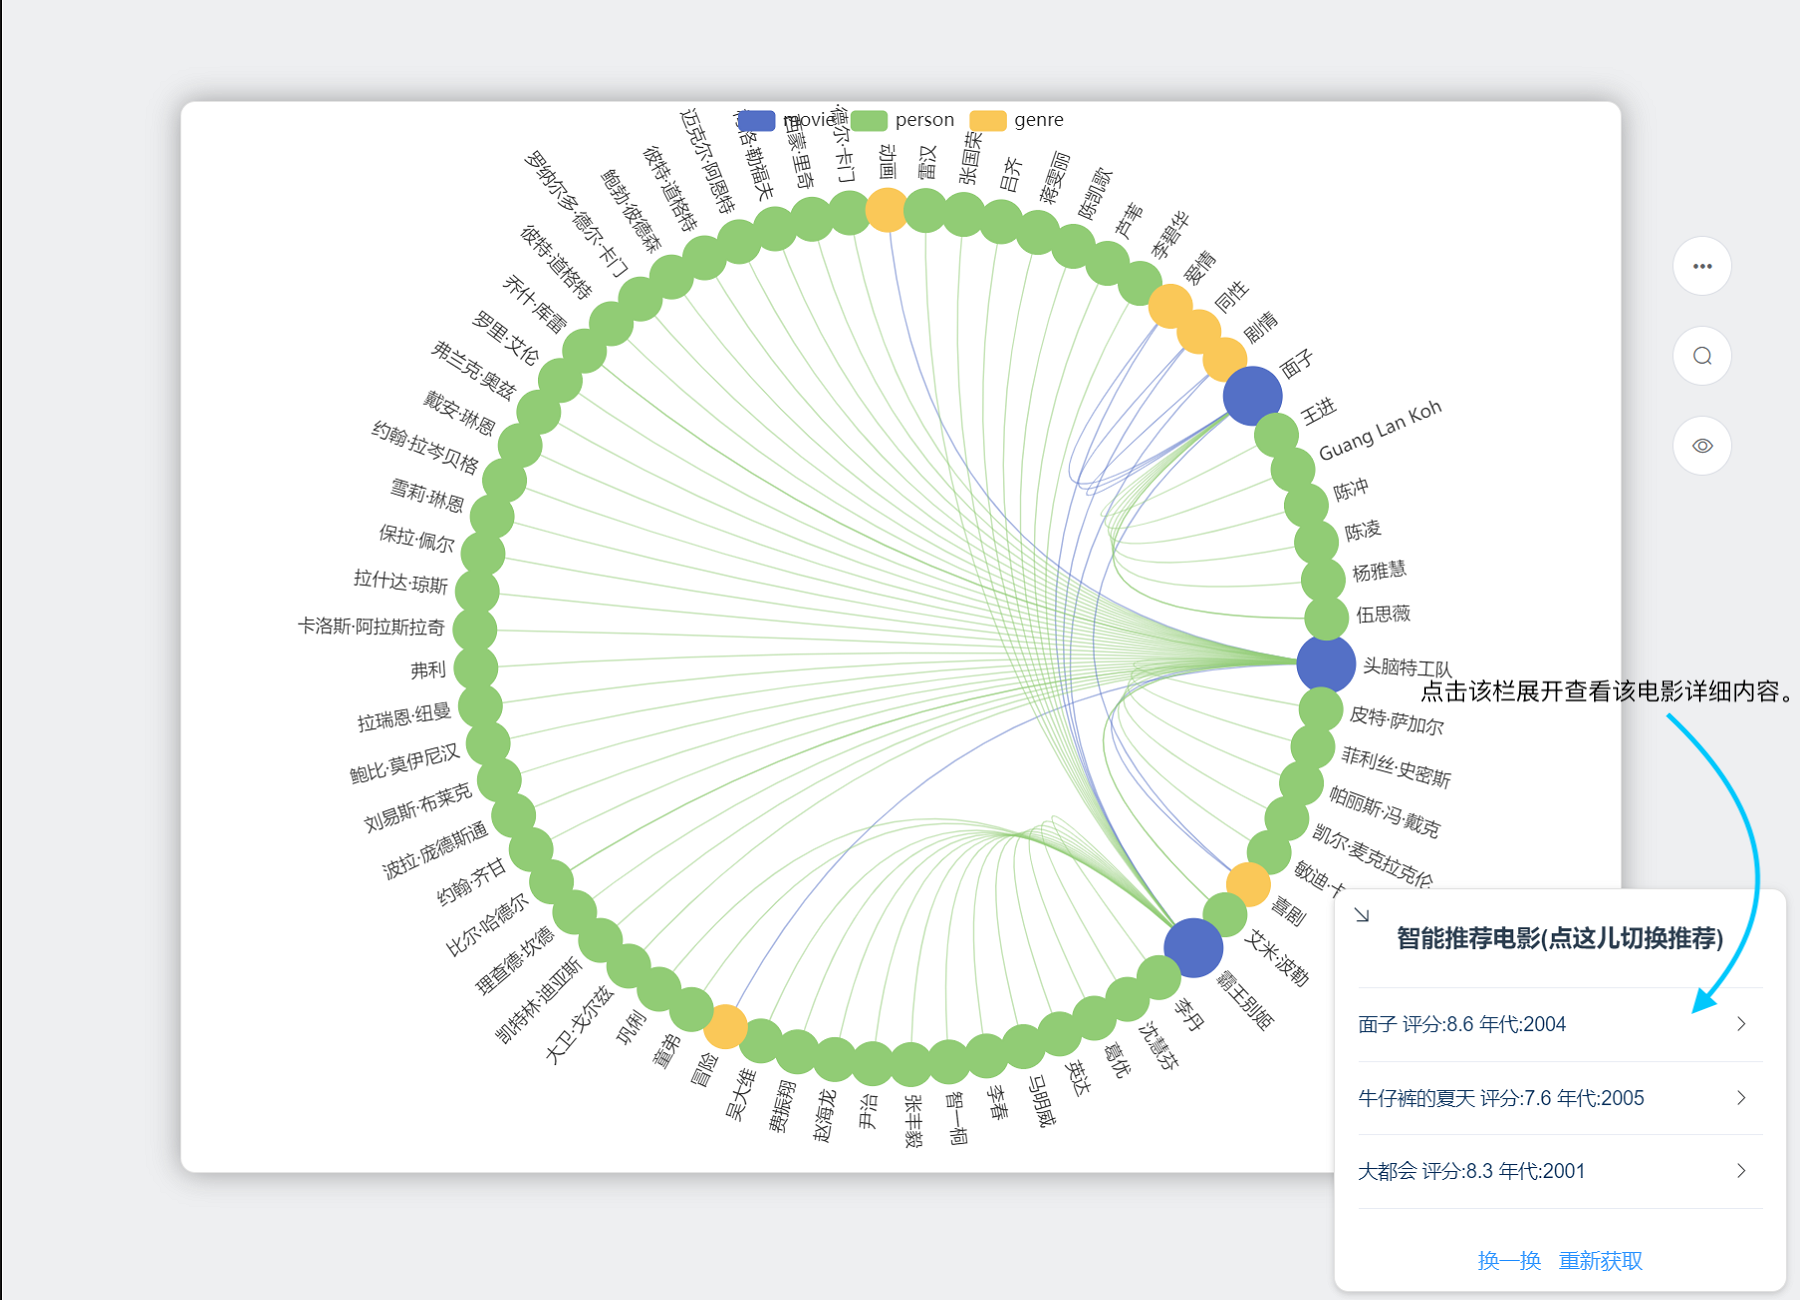 movie person genre
动画
雷汉
张国荣
吕齐
蒋雯丽
陈凯歌
芦苇
李碧华
爱情
同性
剧情
面子
王进
Guang Lan Koh
陈冲
陈凌
杨雅慧
伍思薇
头脑特工队
点击该栏展开查看该电影详细内容。
皮特·萨加尔
菲利丝·史密斯
帕丽斯·冯·戴克
凯尔·麦克拉克伦
敏迪·卡
喜剧
艾米·波勒
霸王别姬
李丹
沈慧芬
葛优
英达
马明威
李春
智一桐
张丰毅
尹治
赵海龙
费振翔
吴大维
冒险
童弟
巩俐
大卫·戈尔兹
凯特林·迪亚斯
理查德·坎德
比尔·哈德尔
约翰·齐甘
波拉·庞德斯通
刘易斯·布莱克
鲍比·莫伊尼汉
拉瑞恩·纽曼
弗利
卡洛斯·阿拉斯拉奇
拉什达·琼斯
保拉·佩尔
雪莉·琳恩
约翰·拉岑贝格
戴安·琳恩
弗兰克·奥兹
罗里·艾伦
乔什·库雷
彼特·道格特
罗纳尔多·德尔·卡门
鲍勃·彼德森
彼特·道格特
迈克尔·阿恩特
格·勒福夫
西蒙·里奇
德尔·卡门
智能推荐电影(点这儿切换推荐)
面子 评分:8.6 年代:2004
牛仔裤的夏天 评分:7.6 年代:2005
大都会 评分:8.3 年代:2001
换一换 重新获取